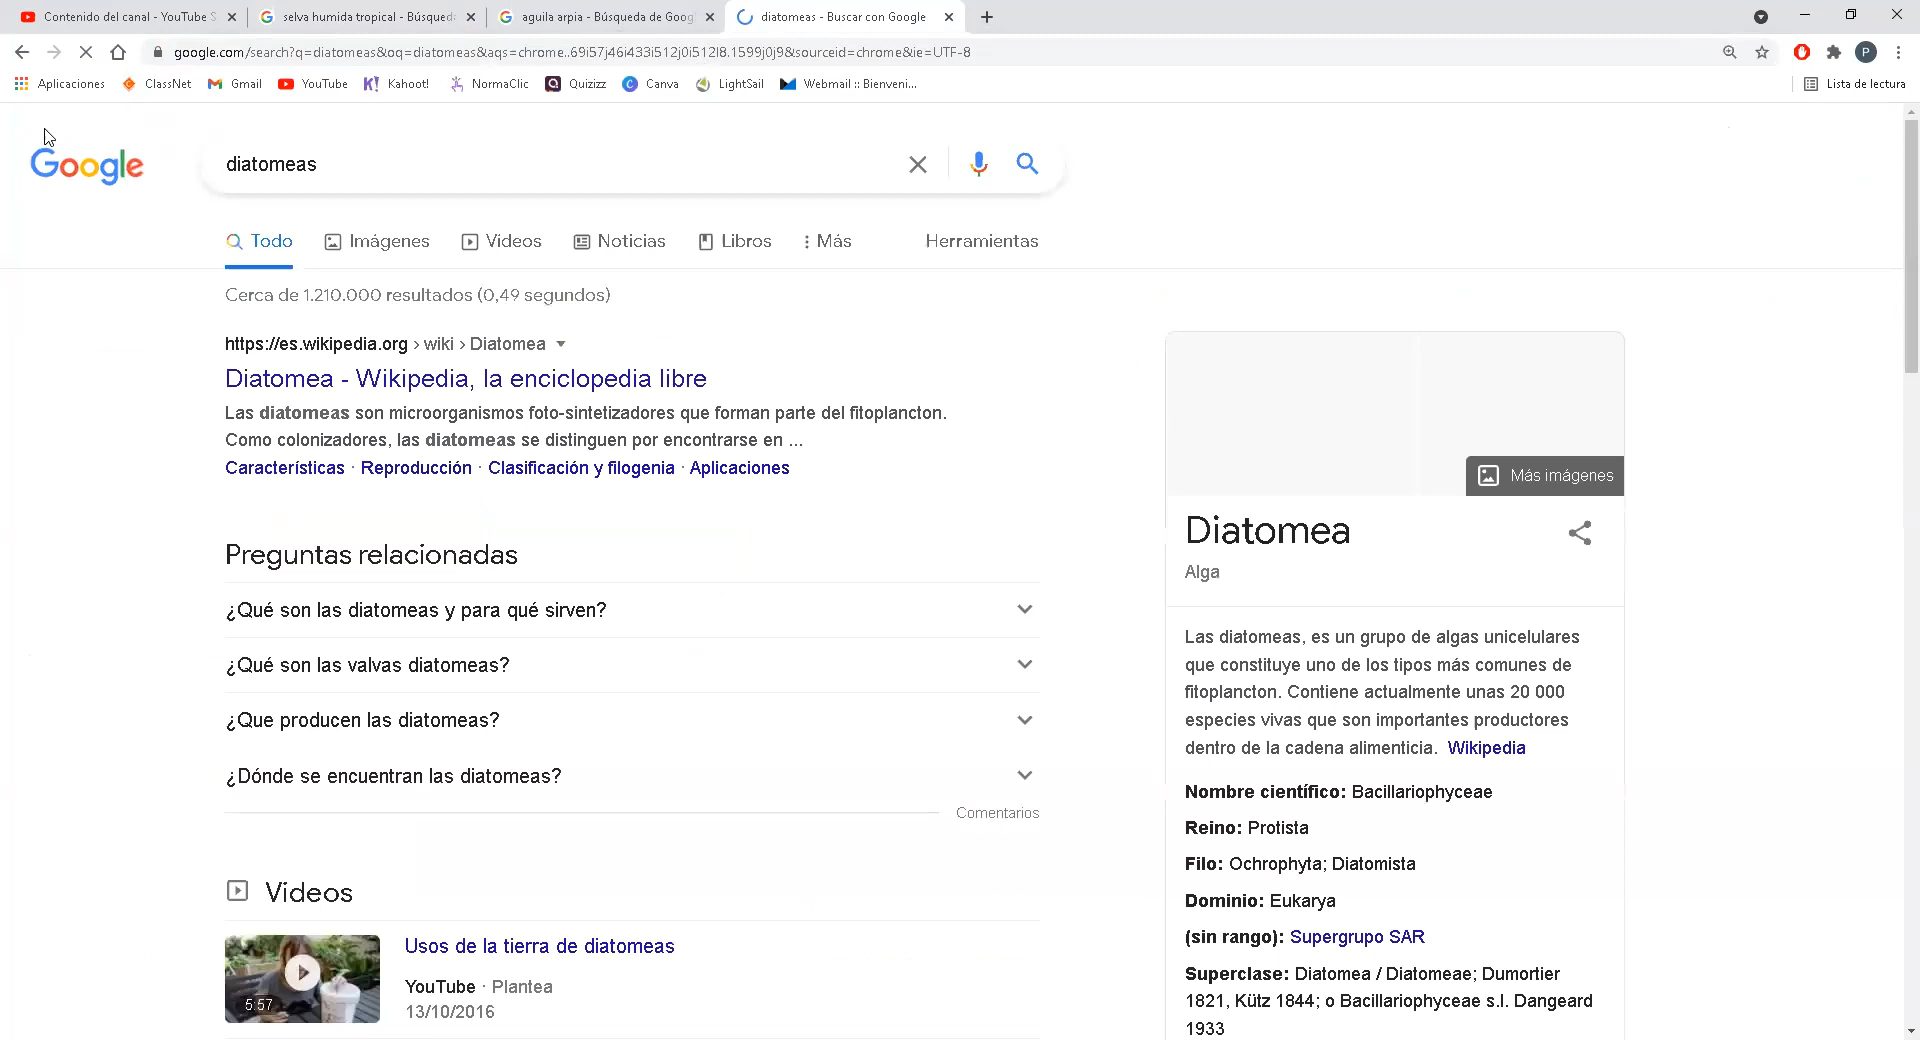 Contenido del canal - YouTube S
selva humida tropical - Búsqued
aguila arpia - Búsqueda de Goog
diatomeas - Buscar con Google
google.com/search?q=diatomeas&oq=diatomeas&aqs=chrome..69i57j46i433i512j0i512l8.1599j0j9&sourceid=chrome&ie=UTF-8
P
Aplicaciones ClassNet Gmail YouTube K! Kahoot! NormaClic Quizizz Canva LightSail Webmail :: Bienveni...
Lista de lectura
Google
diatomeas
Todo Imágenes Vídeos Noticias Libros Más Herramientas
Cerca de 1.210.000 resultados (0,49 segundos)
https://es.wikipedia.org › wiki › Diatomea
Diatomea - Wikipedia, la enciclopedia libre
Las diatomeas son microorganismos foto-sintetizadores que forman parte del fitoplancton.
Como colonizadores, las diatomeas se distinguen por encontrarse en ...
Características · Reproducción · Clasificación y filogenia · Aplicaciones
Preguntas relacionadas
¿Qué son las diatomeas y para qué sirven?
¿Qué son las valvas diatomeas?
¿Que producen las diatomeas?
¿Dónde se encuentran las diatomeas?
Comentarios
Videos
5:57
Usos de la tierra de diatomeas
YouTube · Plantea
13/10/2016
Más imágenes
Diatomea
Alga
Las diatomeas, es un grupo de algas unicelulares
que constituye uno de los tipos más comunes de
fitoplancton. Contiene actualmente unas 20 000
especies vivas que son importantes productores
dentro de la cadena alimenticia. Wikipedia
Nombre científico: Bacillariophyceae
Reino: Protista
Filo: Ochrophyta; Diatomista
Dominio: Eukarya
(sin rango): Supergrupo SAR
Superclase: Diatomea / Diatomeae; Dumortier
1821, Kütz 1844; o Bacillariophyceae s.l. Dangeard
1933